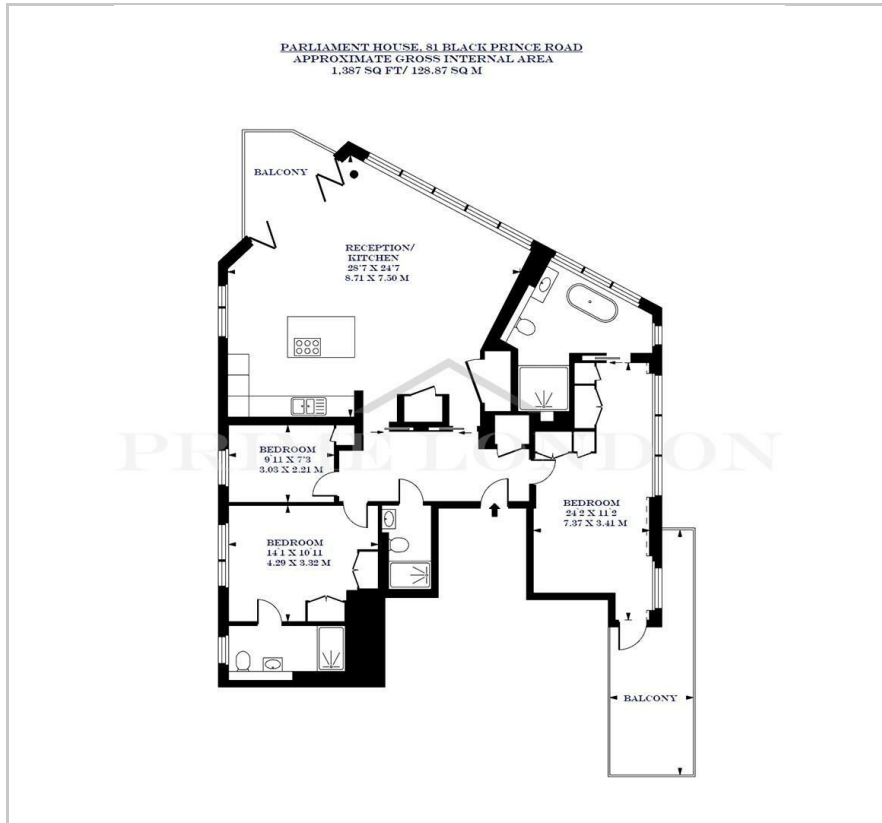 PARLIAMENT HOUSE, 81 BLACK PRINCE ROAD
APPROXIMATE GROSS INTERNAL AREA
1,387 SQ FT/ 128.87 SQ M
BALCONY
RECEPTION/
KITCHEN
28'7 X 24'7
8.71 X 7.50 M
PRIME LONDON
BEDROOM
9'11 X 7'3
3.03 X 2.21 M
BEDROOM
24'2 X 11'2
7.37 X 3.41 M
BEDROOM
14'1 X 10'11
4.29 X 3.32 M
BALCONY